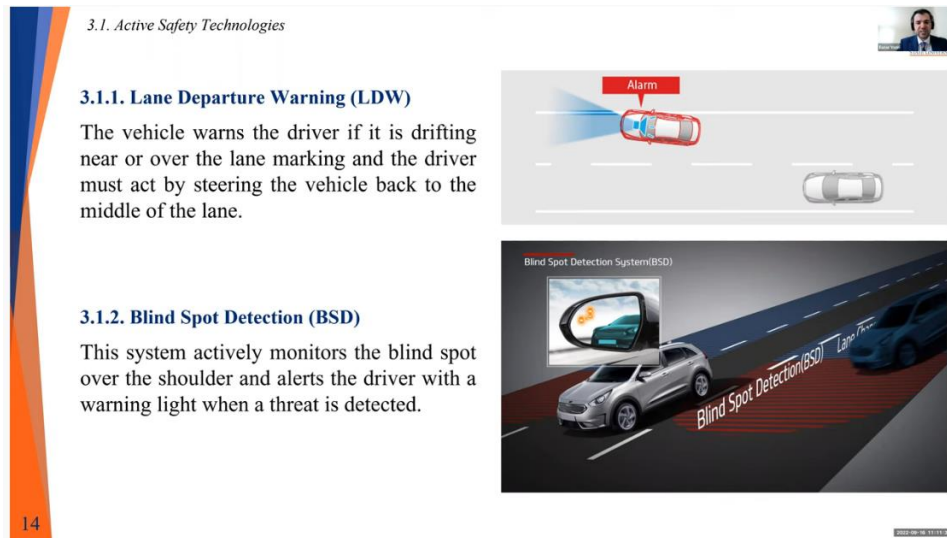 3.1. Active Safety Technologies
3.1.1. Lane Departure Warning (LDW)
The vehicle warns the driver if it is drifting
near or over the lane marking and the driver
must act by steering the vehicle back to the
middle of the lane.
Alarm
3.1.2. Blind Spot Detection (BSD)
This system actively monitors the blind spot
over the shoulder and alerts the driver with a
warning light when a threat is detected.
Blind Spot Detection System(BSD)
Blind Spot Detection(BSD)
Lane
14